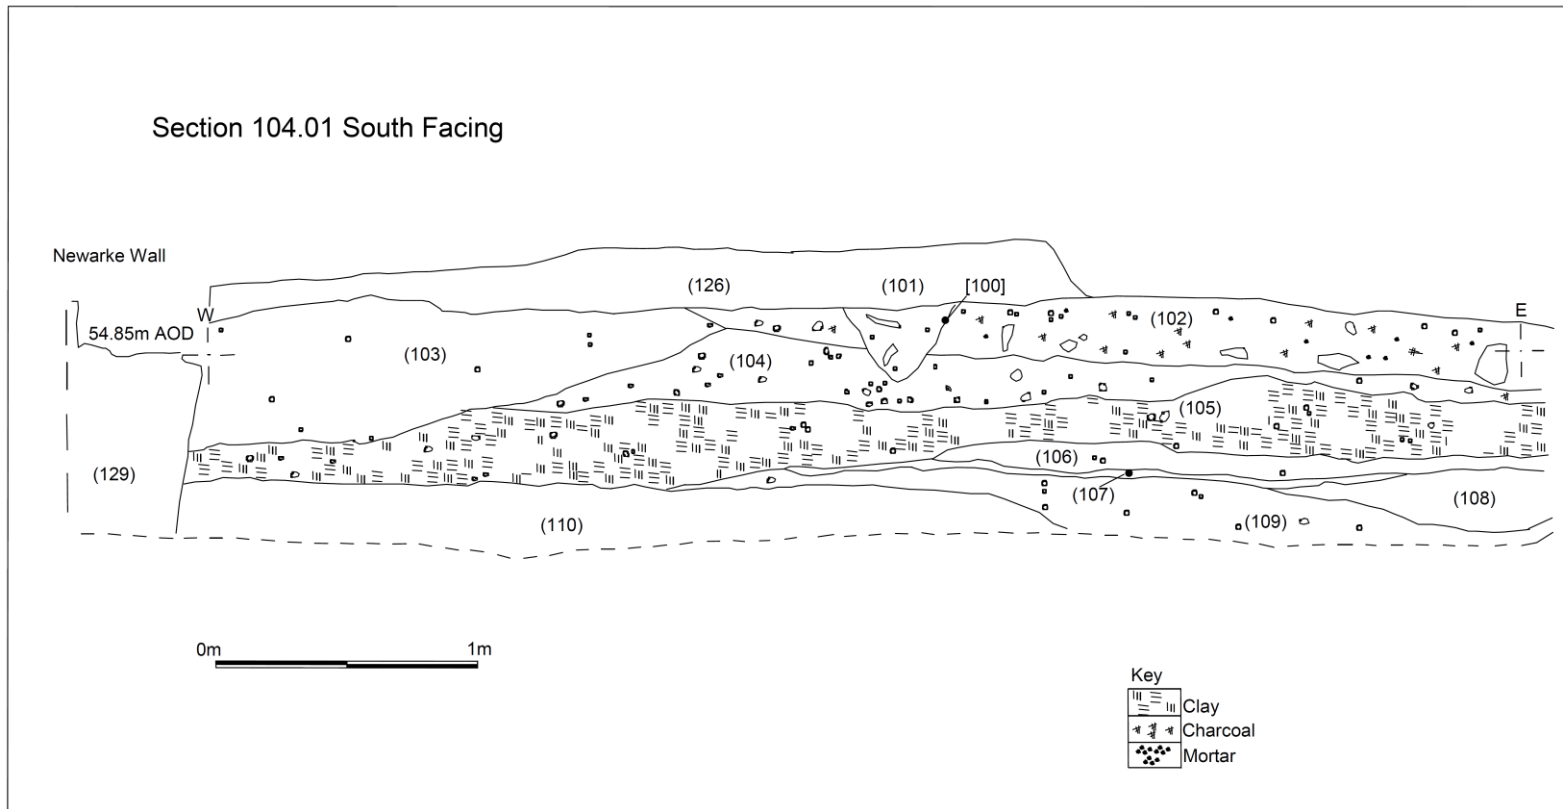 Section 104.01 South Facing
Newarke Wall
(126)
(101)
[100]
W
54.85m AOD
(102)
E
(103)
(104)
(105)
(106)
(129)
(107)
(108)
(110)
(109)
0m
1m
Key
Clay
Charcoal
Mortar